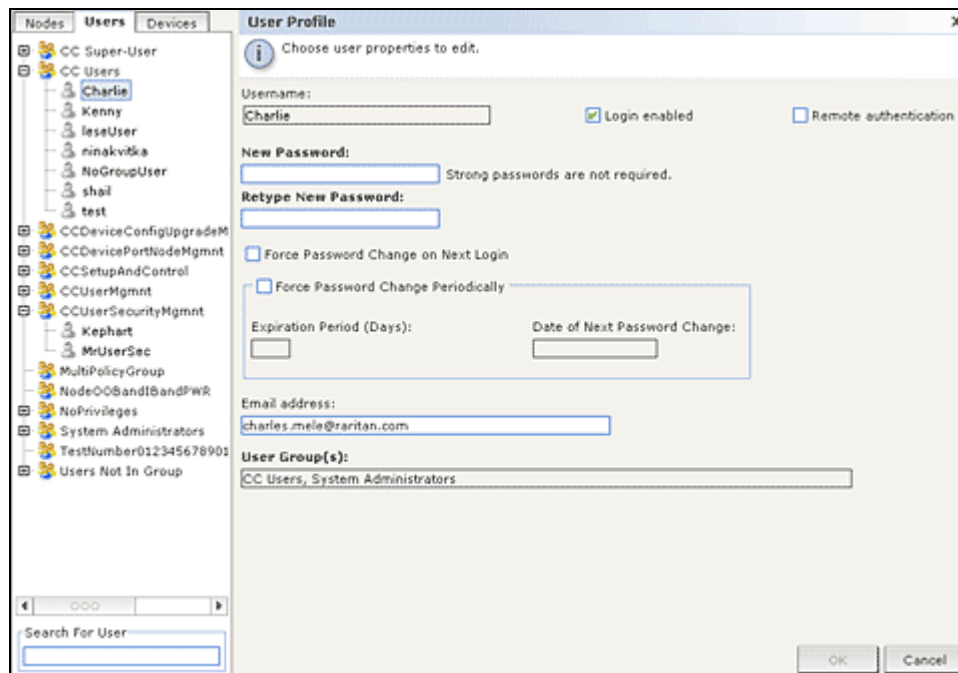 Nodes Users Devices
CC Super-User
CC Users
Charlie
Kenny
leseUser
ninakvitka
NoGroupUser
shail
test
CCDeviceConfigUpgradeM
CCDevicePortNodeMgmnt
CCSetupAndControl
CCUserMgmnt
CCUserSecurityMgmnt
Kephart
MrUserSec
MultiPolicyGroup
NodeOOBandIBandPWR
NoPrivileges
System Administrators
TestNumber012345678901
Users Not In Group
Search For User
User Profile
Choose user properties to edit.
Username:
Charlie
Login enabled
Remote authentication
New Password:
Strong passwords are not required.
Retype New Password:
Force Password Change on Next Login
Force Password Change Periodically
Expiration Period (Days):
Date of Next Password Change:
Email address:
charles.mele@raritan.com
User Group(s):
CC Users, System Administrators
OK
Cancel